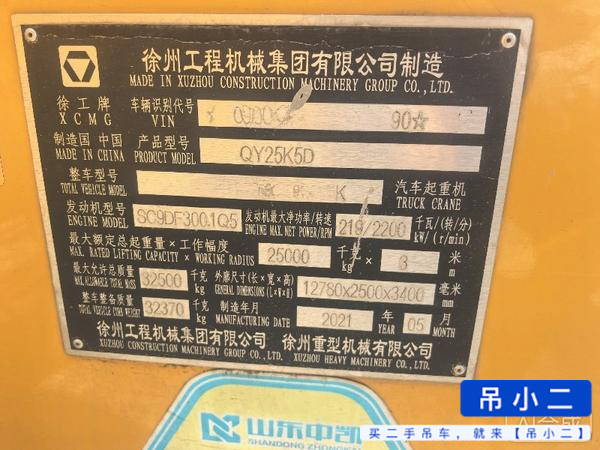 徐州工程机械集团有限公司制造
MADE IN XUZHOU CONSTRUCTION MACHINERY GROUP CO., LTD.
徐工牌 车辆识别代号
XCMG VIN 90☆
制造国 中国 产品型号 QY25K5D
MADE IN CHINA PRODUCT MODEL
整车型号 K 汽车起重机
TOTAL VEHICLE MODEL TRUCK CRANE
发动机型号 SC9DF300.1Q5 发动机最大净功率/转速 219/2200 千瓦/(转/分)
ENGINE MODEL ENGINE MAX.NET POWER/RPM kW/(r/min)
最大额定总起重量×工作幅度 25000 千克 × 3 米
MAX. RATED LIFTING CAPACITY × WORKING RADIUS kg m
最大允许总质量 32500 千克 外廓尺寸(长×宽×高) 12780x2500x3400 毫米
MAX. ALLOWABLE TOTAL MASS kg GENERAL DIMENSIONS (L×W×H) mm
整车整备质量 32370 千克 制造年月 2021 年 05 月
TOTAL VEHICLE CURB WEIGHT kg MANUFACTURING DATE YEAR MONTH
徐州工程机械集团有限公司 徐州重型机械有限公司
XUZHOU CONSTRUCTION MACHINERY GROUP CO., LTD. XUZHOU HEAVY MACHINERY CO., LTD.
山东中凯
SHANDONG ZHONGKAI
吊小二
买二手吊车，就来【吊小二】